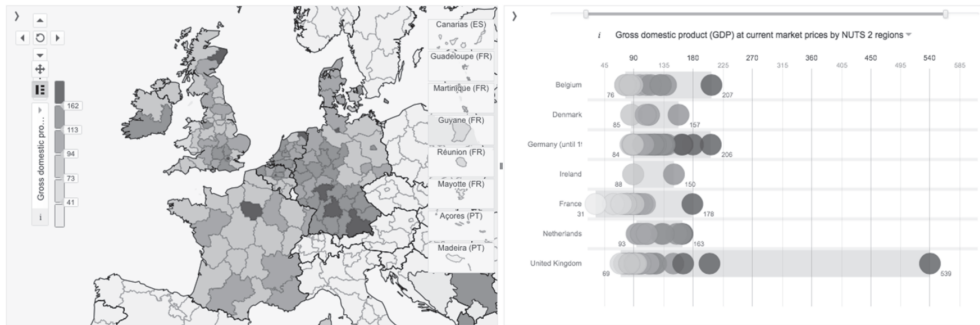 Canarias (ES)
Guadeloupe (FR)
Martinique (FR)
Guyane (FR)
Réunion (FR)
Mayotte (FR)
Açores (PT)
Madeira (PT)
162
113
94
73
41
Gross domestic pro...
i
i Gross domestic product (GDP) at current market prices by NUTS 2 regions
45 90 135 180 225 270 315 360 405 450 495 540 585
Belgium
76 207
Denmark
85 157
Germany (until 1
84 206
Ireland
88 150
France
31 178
Netherlands
93 163
United Kingdom
69 539